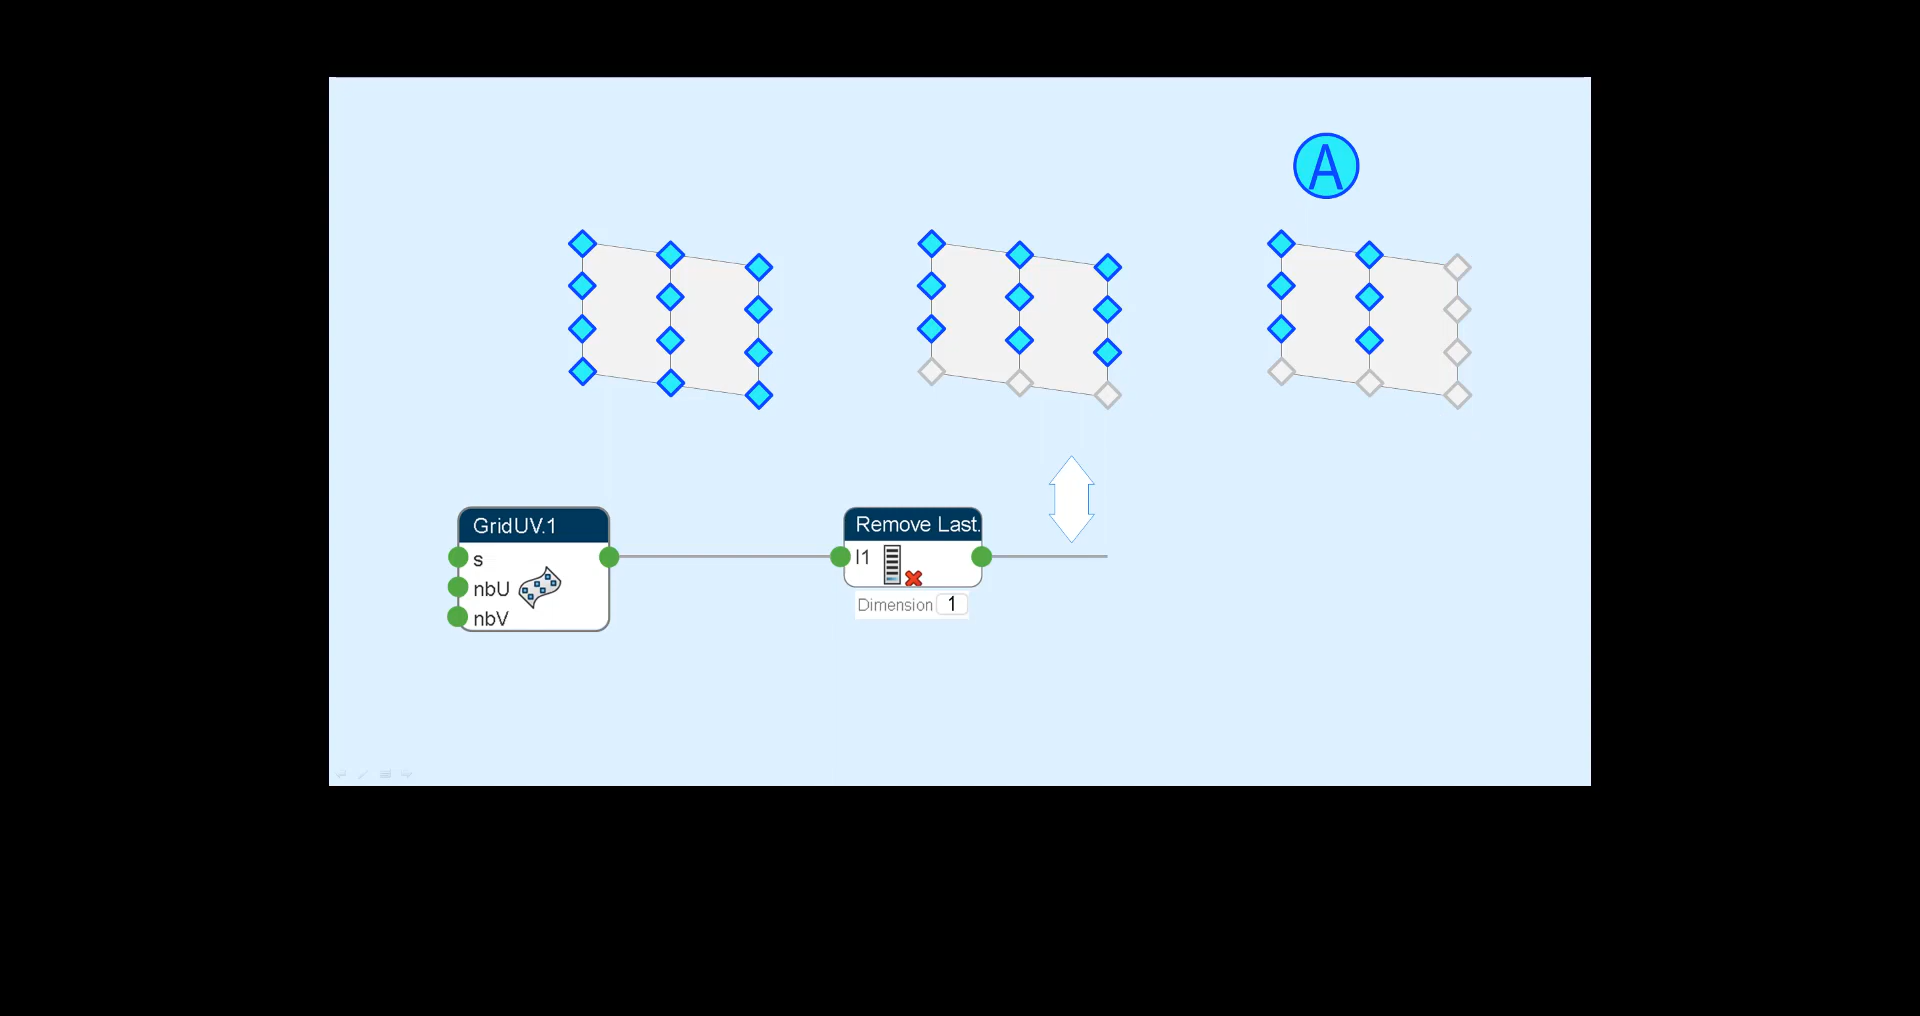 A
GridUV.1
s
nbU
nbV
Remove Last.
l1
Dimension 1